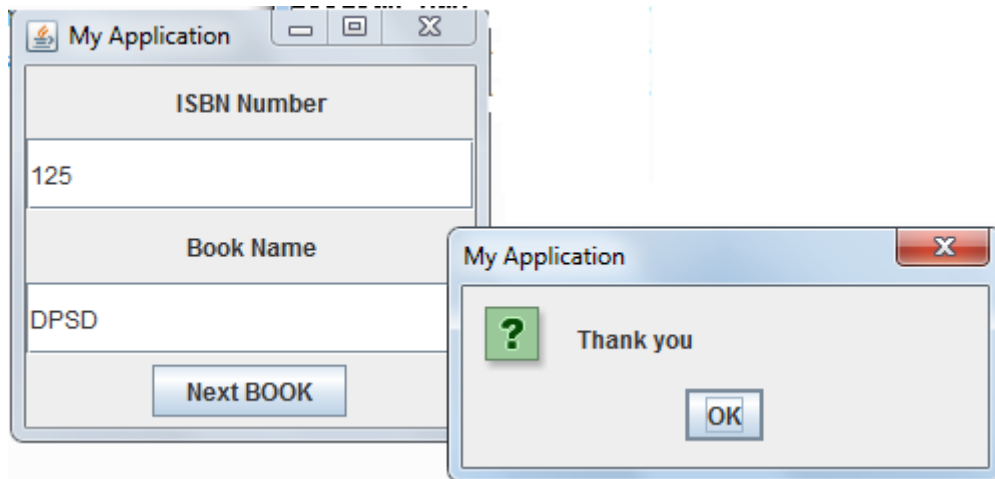 My Application
ISBN Number
125
Book Name
DPSD
Next BOOK
My Application
Thank you
OK